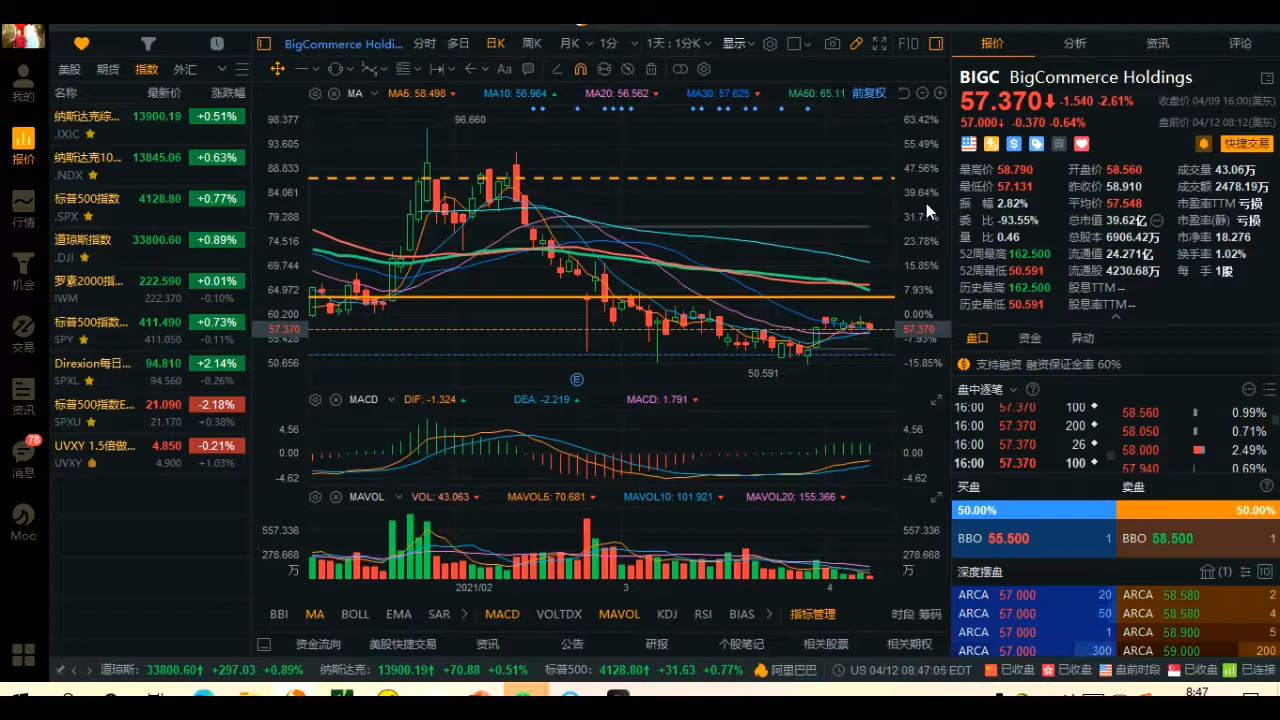 BigCommerce Holdi... 分时 多日 日K 周K 月K 1分 1天 : 1分K 显示 F10 报价 分析 资讯 评论
美股 期货 指数 外汇
Aa
我的
名称 最新价 涨跌幅
MA MA5: 58.498 MA10: 56.964 MA20: 56.562 MA30: 57.625 MA60: 65.11 前复权
BIGC BigCommerce Holdings
57.370 -1.540 -2.61% 收盘价 04/09 16:00(美东)
57.000↓ -0.370 -0.64% 盘前价 04/12 08:12(美东)
快捷交易
纳斯达克综... 13900.19 +0.51%
.IXIC
报价
纳斯达克10... 13845.06 +0.63%
.NDX
标普500指数 4128.80 +0.77%
.SPX
行情
道琼斯指数 33800.60 +0.89%
.DJI
罗素2000指... 222.590 +0.01%
IWM 222.370 -0.10%
机会
标普500指数... 411.490 +0.73%
SPY 411.050 -0.11%
交易
Direxion每日... 94.810 +2.14%
SPXL 94.560 -0.26%
标普500指数E... 21.090 -2.18%
SPXU 21.170 +0.38%
资讯
UVXY 1.5倍做... 4.850 -0.21%
UVXY 4.900 +1.03%
78
消息
Moo
98.377 96.660 63.42%
93.605 55.49%
88.833 47.56%
84.061 39.64%
79.288 31.7
74.516 23.78%
69.744 15.85%
64.972 7.93%
60.200 0.00%
57.370 57.370
55.428 -7.93%
50.656 50.591 -15.85%
E
MACD DIF: -1.324 DEA: -2.219 MACD: 1.791
4.56 4.56
0.00 0.00
-4.62 -4.62
MAVOL VOL: 43.063 MAVOL5: 70.681 MAVOL10: 101.921 MAVOL20: 155.366
557.336 557.336
278.669 278.669
万 万
2021/02 3 4
BBI MA BOLL EMA SAR MACD VOLTDX MAVOL KDJ RSI BIAS 指标管理 时段 筹码
资金流向 美股快捷交易 资讯 公告 研报 个股笔记 相关股票 相关期权
最高价 58.790 开盘价 58.560 成交量 43.06万
最低价 57.131 昨收价 58.910 成交额 2478.19万
振幅 2.82% 平均价 57.548 市盈率TTM 亏损
委比 -93.55% 总市值 39.62亿 市盈率(静) 亏损
量比 0.46 总股本 6906.42万 市净率 18.276
52周最高 162.500 流通值 24.271亿 换手率 1.02%
52周最低 50.591 流通股 4230.68万 每手 1股
历史最高 162.500 股息TTM --
历史最低 50.591 股息率TTM --
盘口 资金 异动
支持融资 融资保证金率 60%
盘中逐笔
16:00 57.370 100
16:00 57.370 200
16:00 57.370 26
16:00 57.370 100
58.560 0.99%
58.050 0.71%
58.000 2.49%
57.940 0.69%
买盘 卖盘
50.00% 50.00%
BBO 55.500 1 BBO 58.500 1
深度摆盘 (1) 10
ARCA 57.000 20 ARCA 58.580 2
ARCA 57.000 50 ARCA 58.800 4
ARCA 57.000 1 ARCA 58.900 5
ARCA 57.000 300 ARCA 59.000 200
道琼斯: 33800.60↑ +297.03 +0.89% 纳斯达克: 13900.19↑ +70.88 +0.51% 标普500: 4128.80↑ +31.63 +0.77% 阿里巴巴 US 04/12 08:47:05 EDT 已收盘 已收盘 盘前时段 已收盘 已连接
8:47